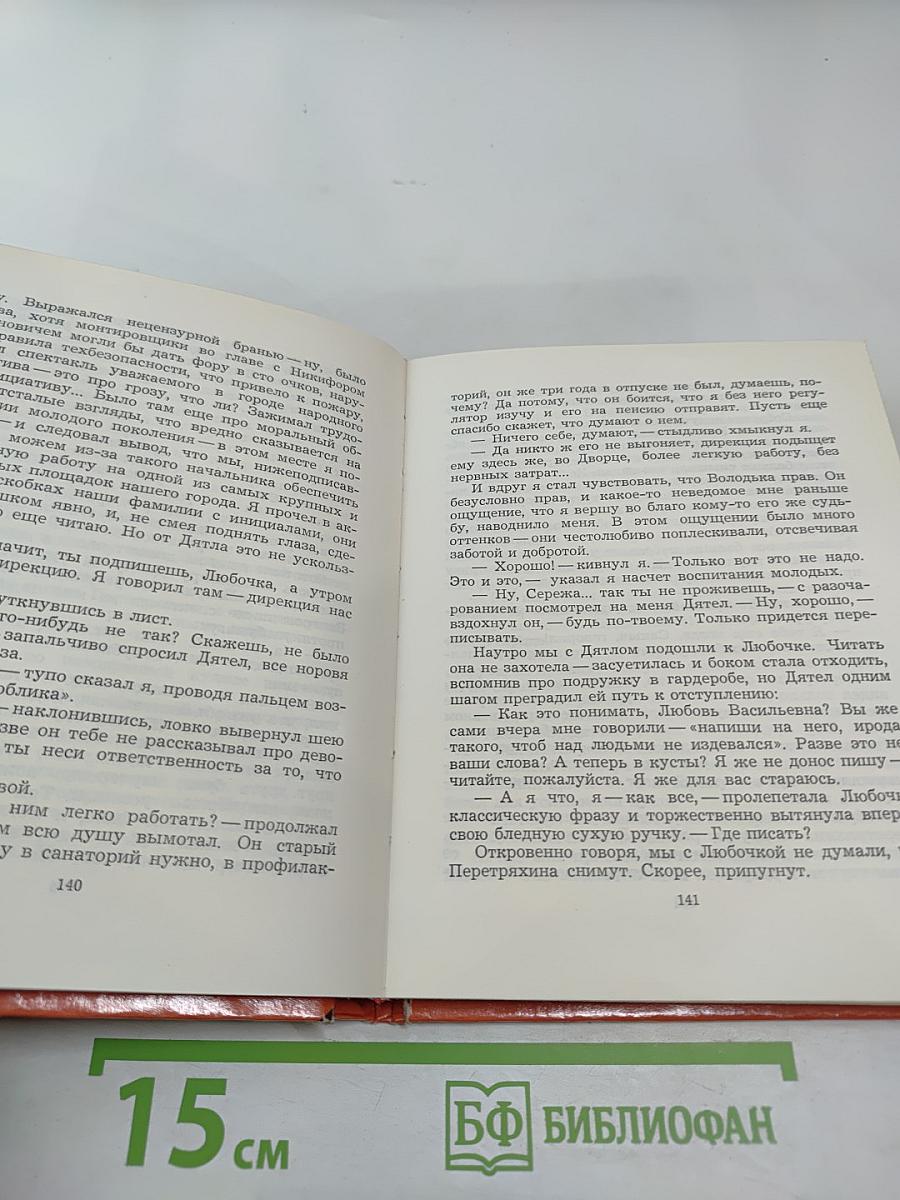 у. Выражался нецензурной бранью — ну, было
ва, хотя монтировщики во главе с Никифором
новичем могли бы дать фору в сто очков, нару-
равила техбезопасности, что привело к пожару,
л спектакль уважаемого в городе народного
тива — это про грозу, что ли? Зажимал трудо-
циативу... Было там еще про моральный об-
тсталые взгляды, что вредно сказывается на
ии молодого поколения — в этом месте я по-
— и следовал вывод, что мы, нижеподписав-
можем из-за такого начальника обеспечить
ную работу на одной из самых крупных и
ых площадок нашего города. Я прочел в ак-
скобках наши фамилии с инициалами, они
шком явно, и, не смея поднять глаза, сде-
о еще читаю. Но от Дятла это не ускольз-
начит, ты подпишешь, Любочка, а утром
ирекцию. Я говорил там — дирекция нас
уткнувшись в лист.
го-нибудь не так? Скажешь, не было
запальчиво спросил Дятел, все норовя
за.
— тупо сказал я, проводя пальцем воз-
облика».
— наклонившись, ловко вывернул шею
зве он тебе не рассказывал про дево-
ты неси ответственность за то, что
вой.
ним легко работать? — продолжал
м всю душу вымотал. Он старый
у в санаторий нужно, в профилак-
140
торий, он же три года в отпуске не был, думаешь, по-
чему? Да потому, что он боится, что я без него регу-
лятор изучу и его на пенсию отправят. Пусть еще
спасибо скажет, что думают о нем.
— Ничего себе, думают, — стыдливо хмыкнул я.
— Да никто ж его не выгоняет, дирекция подыщет
ему здесь же, во Дворце, более легкую работу, без
нервных затрат...
И вдруг я стал чувствовать, что Володька прав. Он
безусловно прав, и какое-то неведомое мне раньше
ощущение, что я вершу во благо кому-то его же судь-
бу, наводнило меня. В этом ощущении было много
оттенков — они честолюбиво поплескивали, отсвечивая
заботой и добротой.
— Хорошо! — кивнул я. — Только вот это не надо.
Это и это, — указал я насчет воспитания молодых.
— Ну, Сережа... так ты не проживешь, — с разоча-
рованием посмотрел на меня Дятел. — Ну, хорошо, —
вздохнул он, — будь по-твоему. Только придется пере-
писывать.
Наутро мы с Дятлом подошли к Любочке. Читать
она не захотела — засуетилась и боком стала отходить,
вспомнив про подружку в гардеробе, но Дятел одним
шагом преградил ей путь к отступлению:
— Как это понимать, Любовь Васильевна? Вы же
сами вчера мне говорили — «напиши на него, ирода
такого, чтоб над людьми не издевался». Разве это не
ваши слова? А теперь в кусты? Я же не донос пишу —
читайте, пожалуйста. Я же для вас стараюсь.
— А я что, я — как все, — пролепетала Любочк
классическую фразу и торжественно вытянула впер
свою бледную сухую ручку. — Где писать?
Откровенно говоря, мы с Любочкой не думали,
Перетряхина снимут. Скорее, припугнут.
141
15 см
БФ БИБЛИОФАН